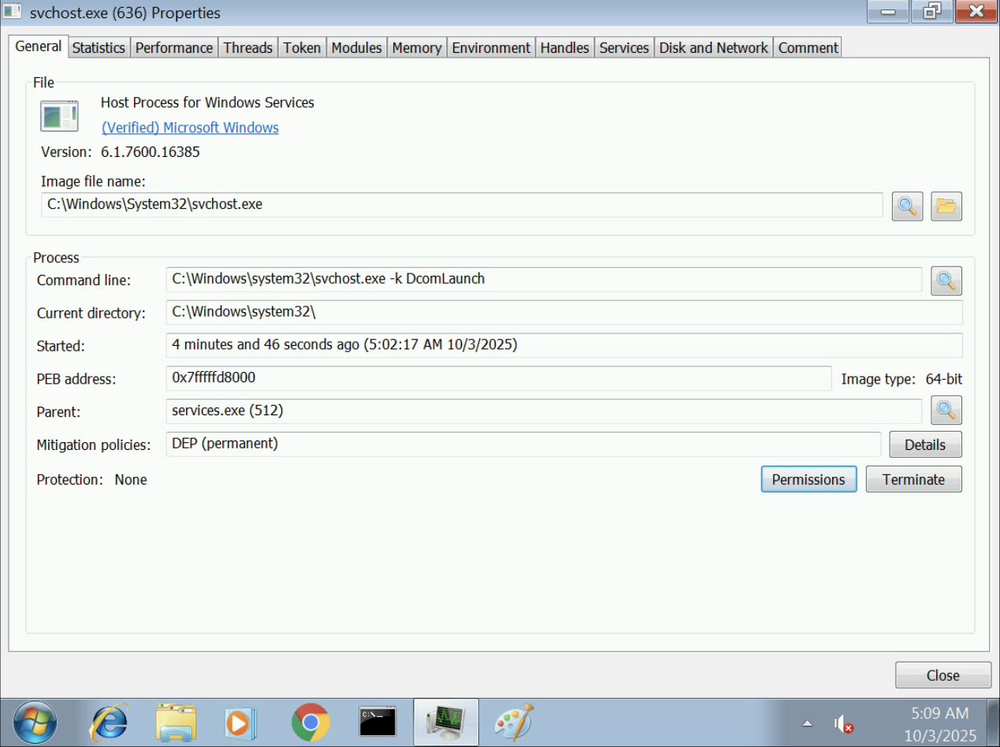 svchost.exe (636) Properties
General Statistics Performance Threads Token Modules Memory Environment Handles Services Disk and Network Comment
File
Host Process for Windows Services
(Verified) Microsoft Windows
Version: 6.1.7600.16385
Image file name:
C:\Windows\System32\svchost.exe
Process
Command line: C:\Windows\system32\svchost.exe -k DcomLaunch
Current directory: C:\Windows\system32\
Started: 4 minutes and 46 seconds ago (5:02:17 AM 10/3/2025)
PEB address: 0x7fffffd8000 Image type: 64-bit
Parent: services.exe (512)
Mitigation policies: DEP (permanent) Details
Protection: None Permissions Terminate
Close
C:\_
5:09 AM
10/3/2025